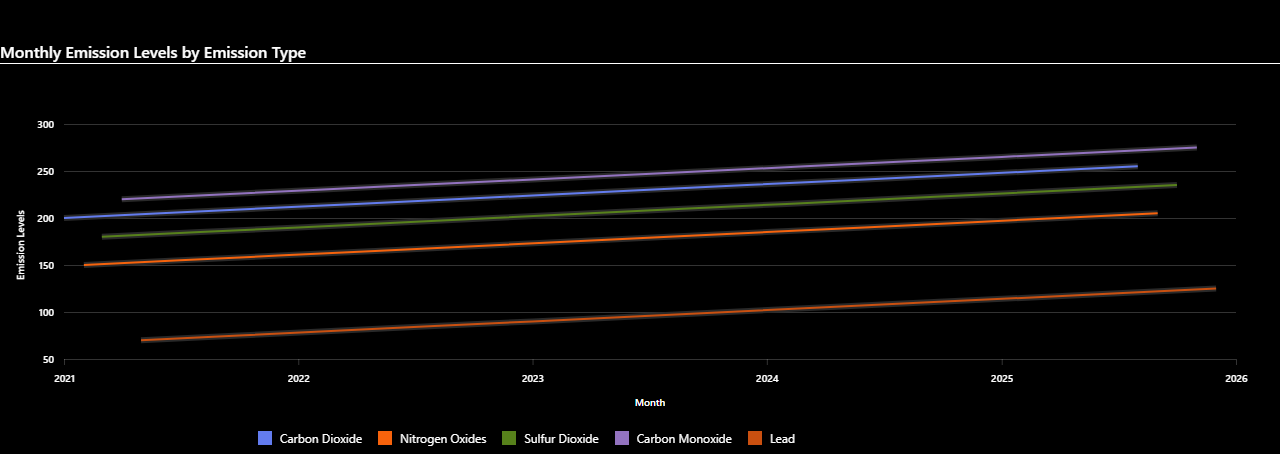 Monthly Emission Levels by Emission Type
300
250
200
150
100
50
Emission Levels
2021 2022 2023 2024 2025 2026
Month
Carbon Dioxide Nitrogen Oxides Sulfur Dioxide Carbon Monoxide Lead